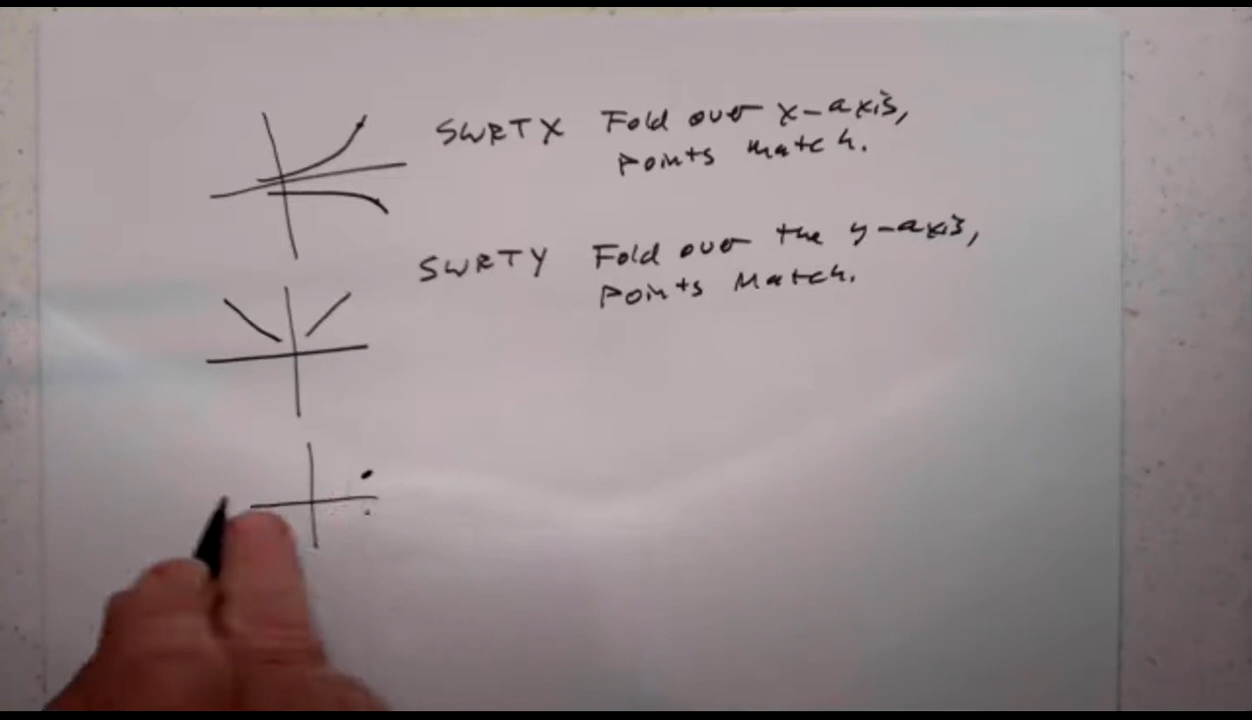 SWRTX Fold over x-axis,
Points match.
SWRTY Fold over the y-axis,
Points Match.